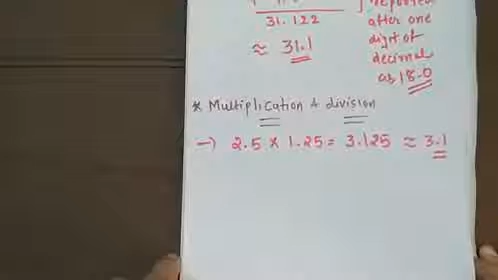 reported
31.122
after one
≈ 31.1
digit of
decimal
as 18.0
* Multiplication & division
→ 2.5 × 1.25 = 3.125 ≈ 3.1